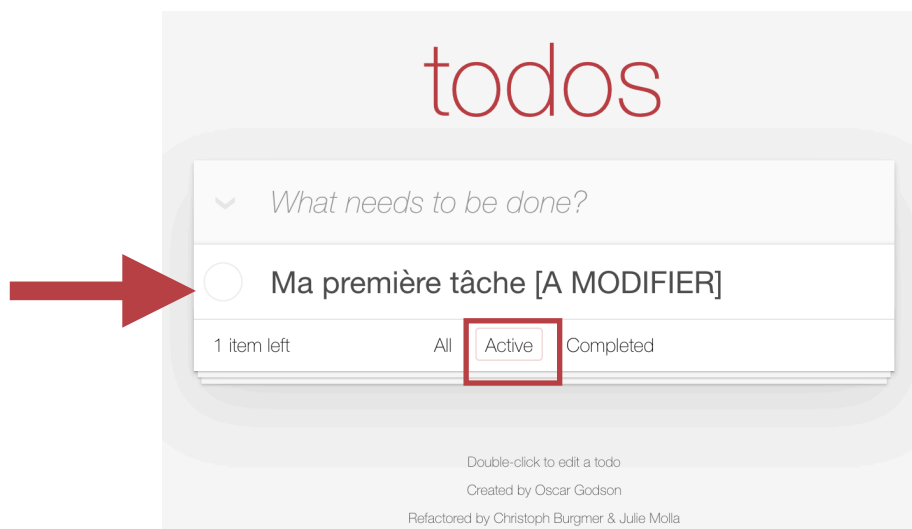 todos
What needs to be done?
Ma première tâche [A MODIFIER]
1 item left All Active Completed
Double-click to edit a todo
Created by Oscar Godson
Refactored by Christoph Burgmer & Julie Molla